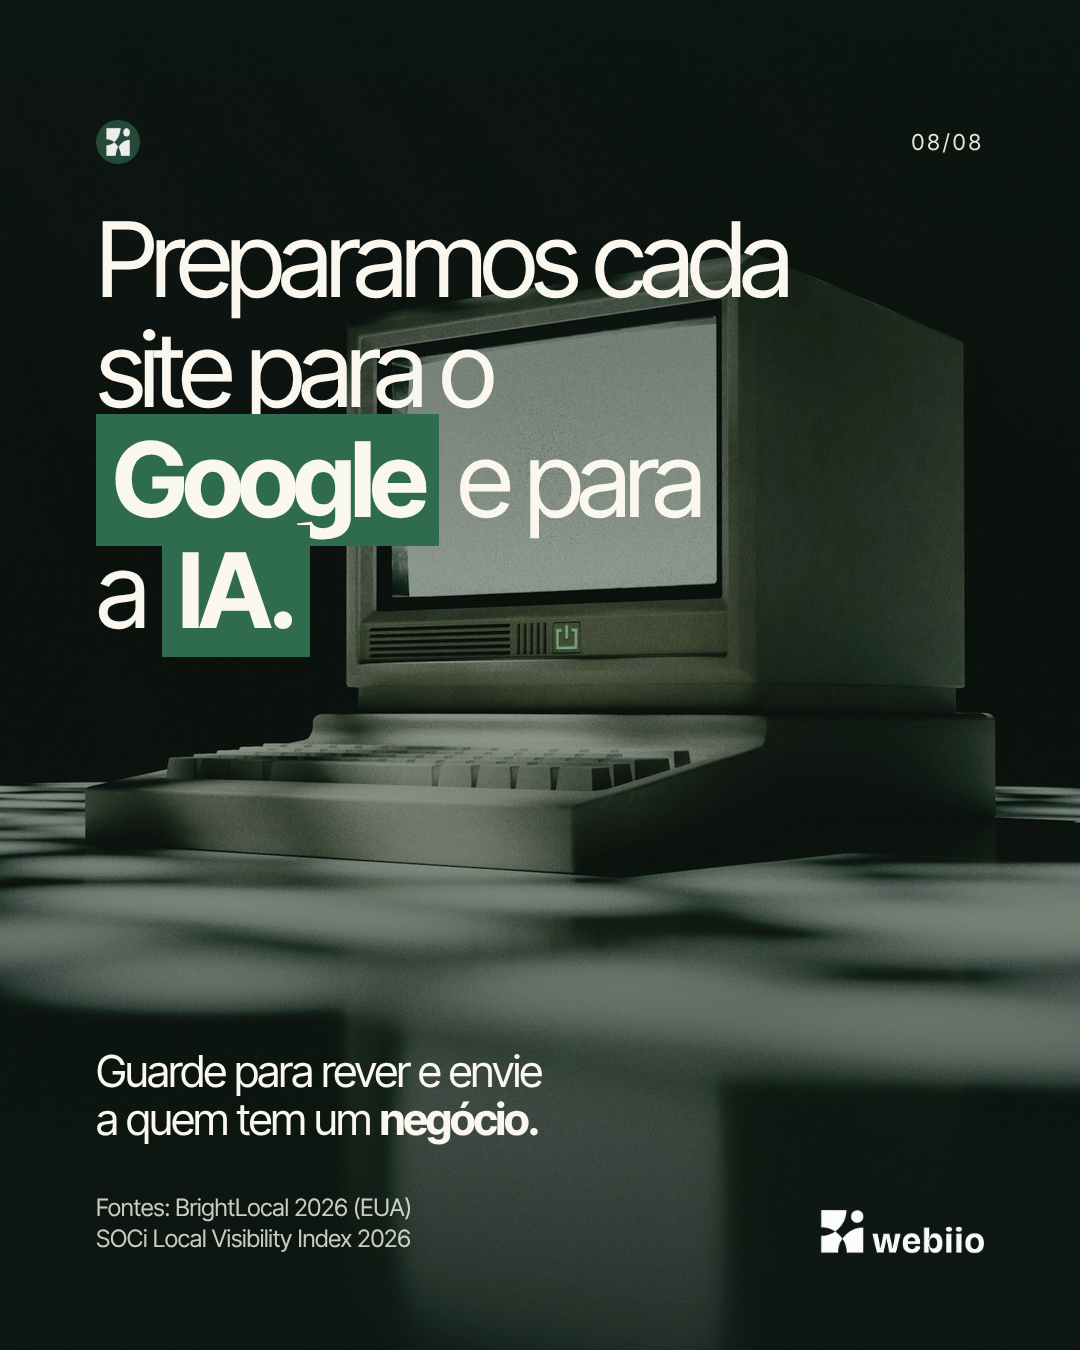 08/08
Preparamos cada
site para o
Google e para
a IA.
Guarde para rever e envie
a quem tem um negócio.
Fontes: BrightLocal 2026 (EUA)
SOCi Local Visibility Index 2026
webiio